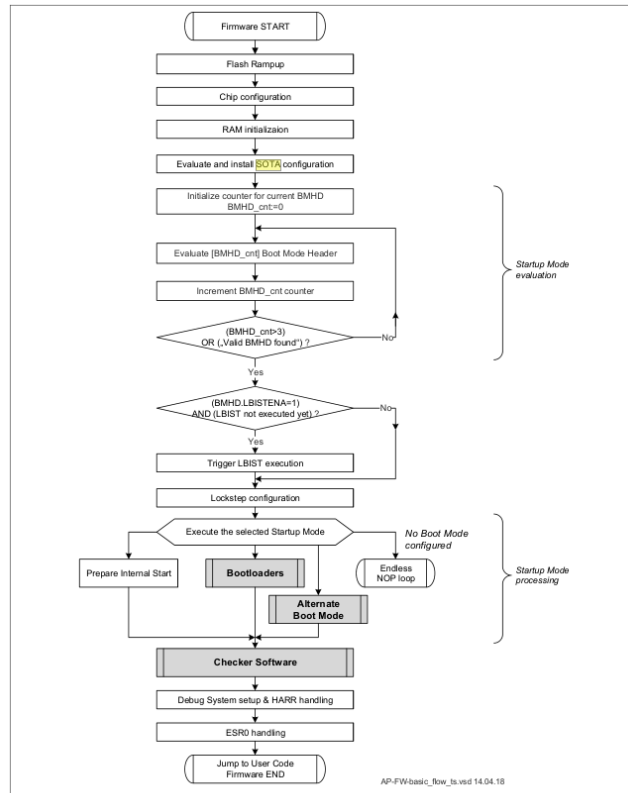 Firmware START
Flash Rampup
Chip configuration
RAM initializaion
Evaluate and install SOTA configuration
Initialize counter for current BMHD
BMHD_cnt:=0
Evaluate [BMHD_cnt] Boot Mode Header
Increment BMHD_cnt counter
(BMHD_cnt>3)
OR („Valid BMHD found“) ?
No
Startup Mode
evaluation
Yes
(BMHD.LBISTENA=1)
AND (LBIST not executed yet) ?
No
Yes
Trigger LBIST execution
Lockstep configuration
Execute the selected Startup Mode
No Boot Mode
configured
Prepare Internal Start
Bootloaders
Endless
NOP loop
Alternate
Boot Mode
Startup Mode
processing
Checker Software
Debug System setup & HARR handling
ESR0 handling
Jump to User Code
Firmware END
AP-FW-basic_flow_ts.vsd 14.04.18